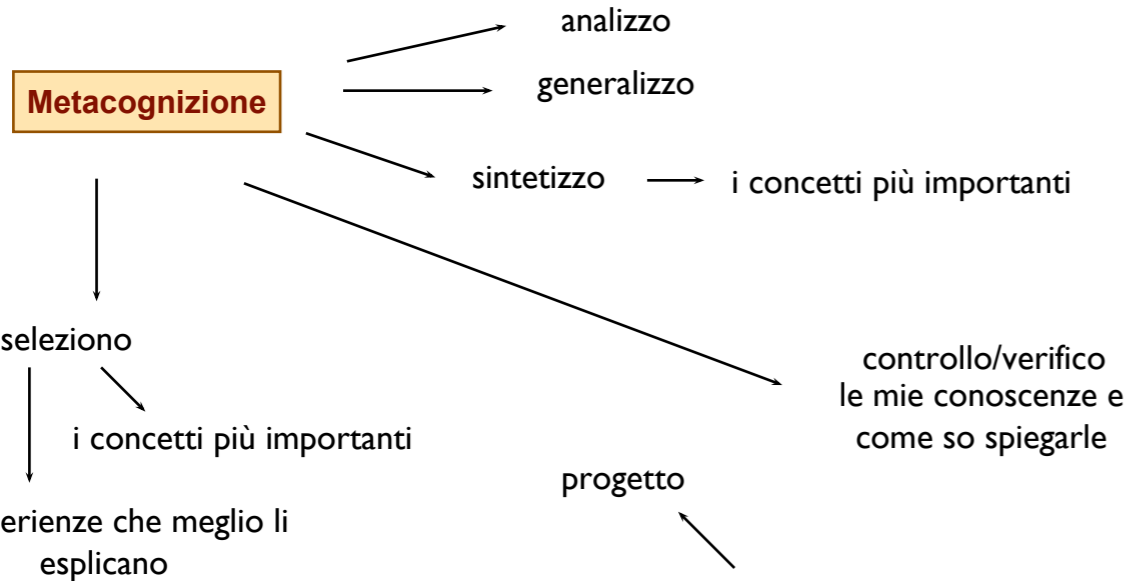 analizzo
Metacognizione
generalizzo
sintetizzo
i concetti più importanti
seleziono
controllo/verifico
le mie conoscenze e
come so spiegarle
i concetti più importanti
progetto
erienze che meglio li
esplicano